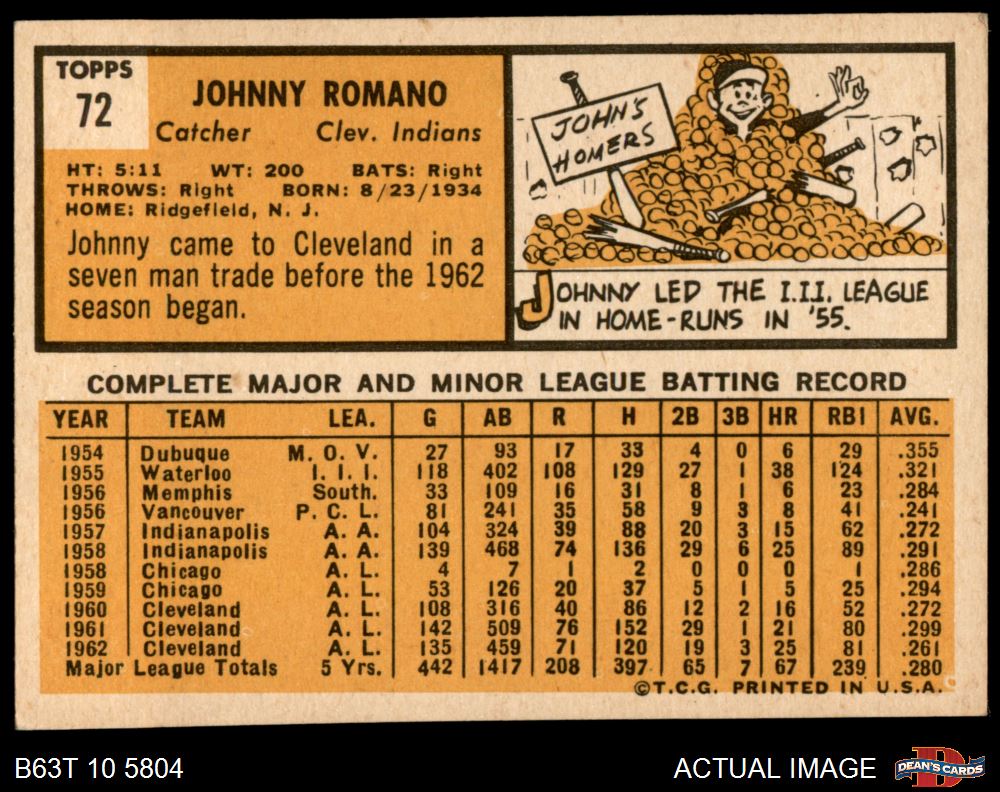 TOPPS
72
JOHNNY ROMANO
Catcher Clev. Indians
HT: 5:11 WT: 200 BATS: Right
THROWS: Right BORN: 8/23/1934
HOME: Ridgefield, N. J.
Johnny came to Cleveland in a
seven man trade before the 1962
season began.
JOHN'S
HOMERS
JOHNNY LED THE I.I.I. LEAGUE
IN HOME-RUNS IN '55.
COMPLETE MAJOR AND MINOR LEAGUE BATTING RECORD
YEAR TEAM LEA. G AB R H 2B 3B HR RBI AVG.
1954 Dubuque M. O. V. 27 93 17 33 4 0 6 29 .355
1955 Waterloo I. I. I. 118 402 108 129 27 1 38 124 .321
1956 Memphis South. 33 109 16 31 8 1 6 23 .284
1956 Vancouver P. C. L. 81 241 35 58 9 3 8 41 .241
1957 Indianapolis A. A. 104 324 39 88 20 3 15 62 .272
1958 Indianapolis A. A. 139 468 74 136 29 6 25 89 .291
1958 Chicago A. L. 4 7 1 2 0 0 0 1 .286
1959 Chicago A. L. 53 126 20 37 5 1 5 25 .294
1960 Cleveland A. L. 108 316 40 86 12 2 16 52 .272
1961 Cleveland A. L. 142 509 76 152 29 1 21 80 .299
1962 Cleveland A. L. 135 459 71 120 19 3 25 81 .261
Major League Totals 5 Yrs. 442 1417 208 397 65 7 67 239 .280
©T.C.G. PRINTED IN U.S.A.
B63T 10 5804
ACTUAL IMAGE
DEAN'S CARDS